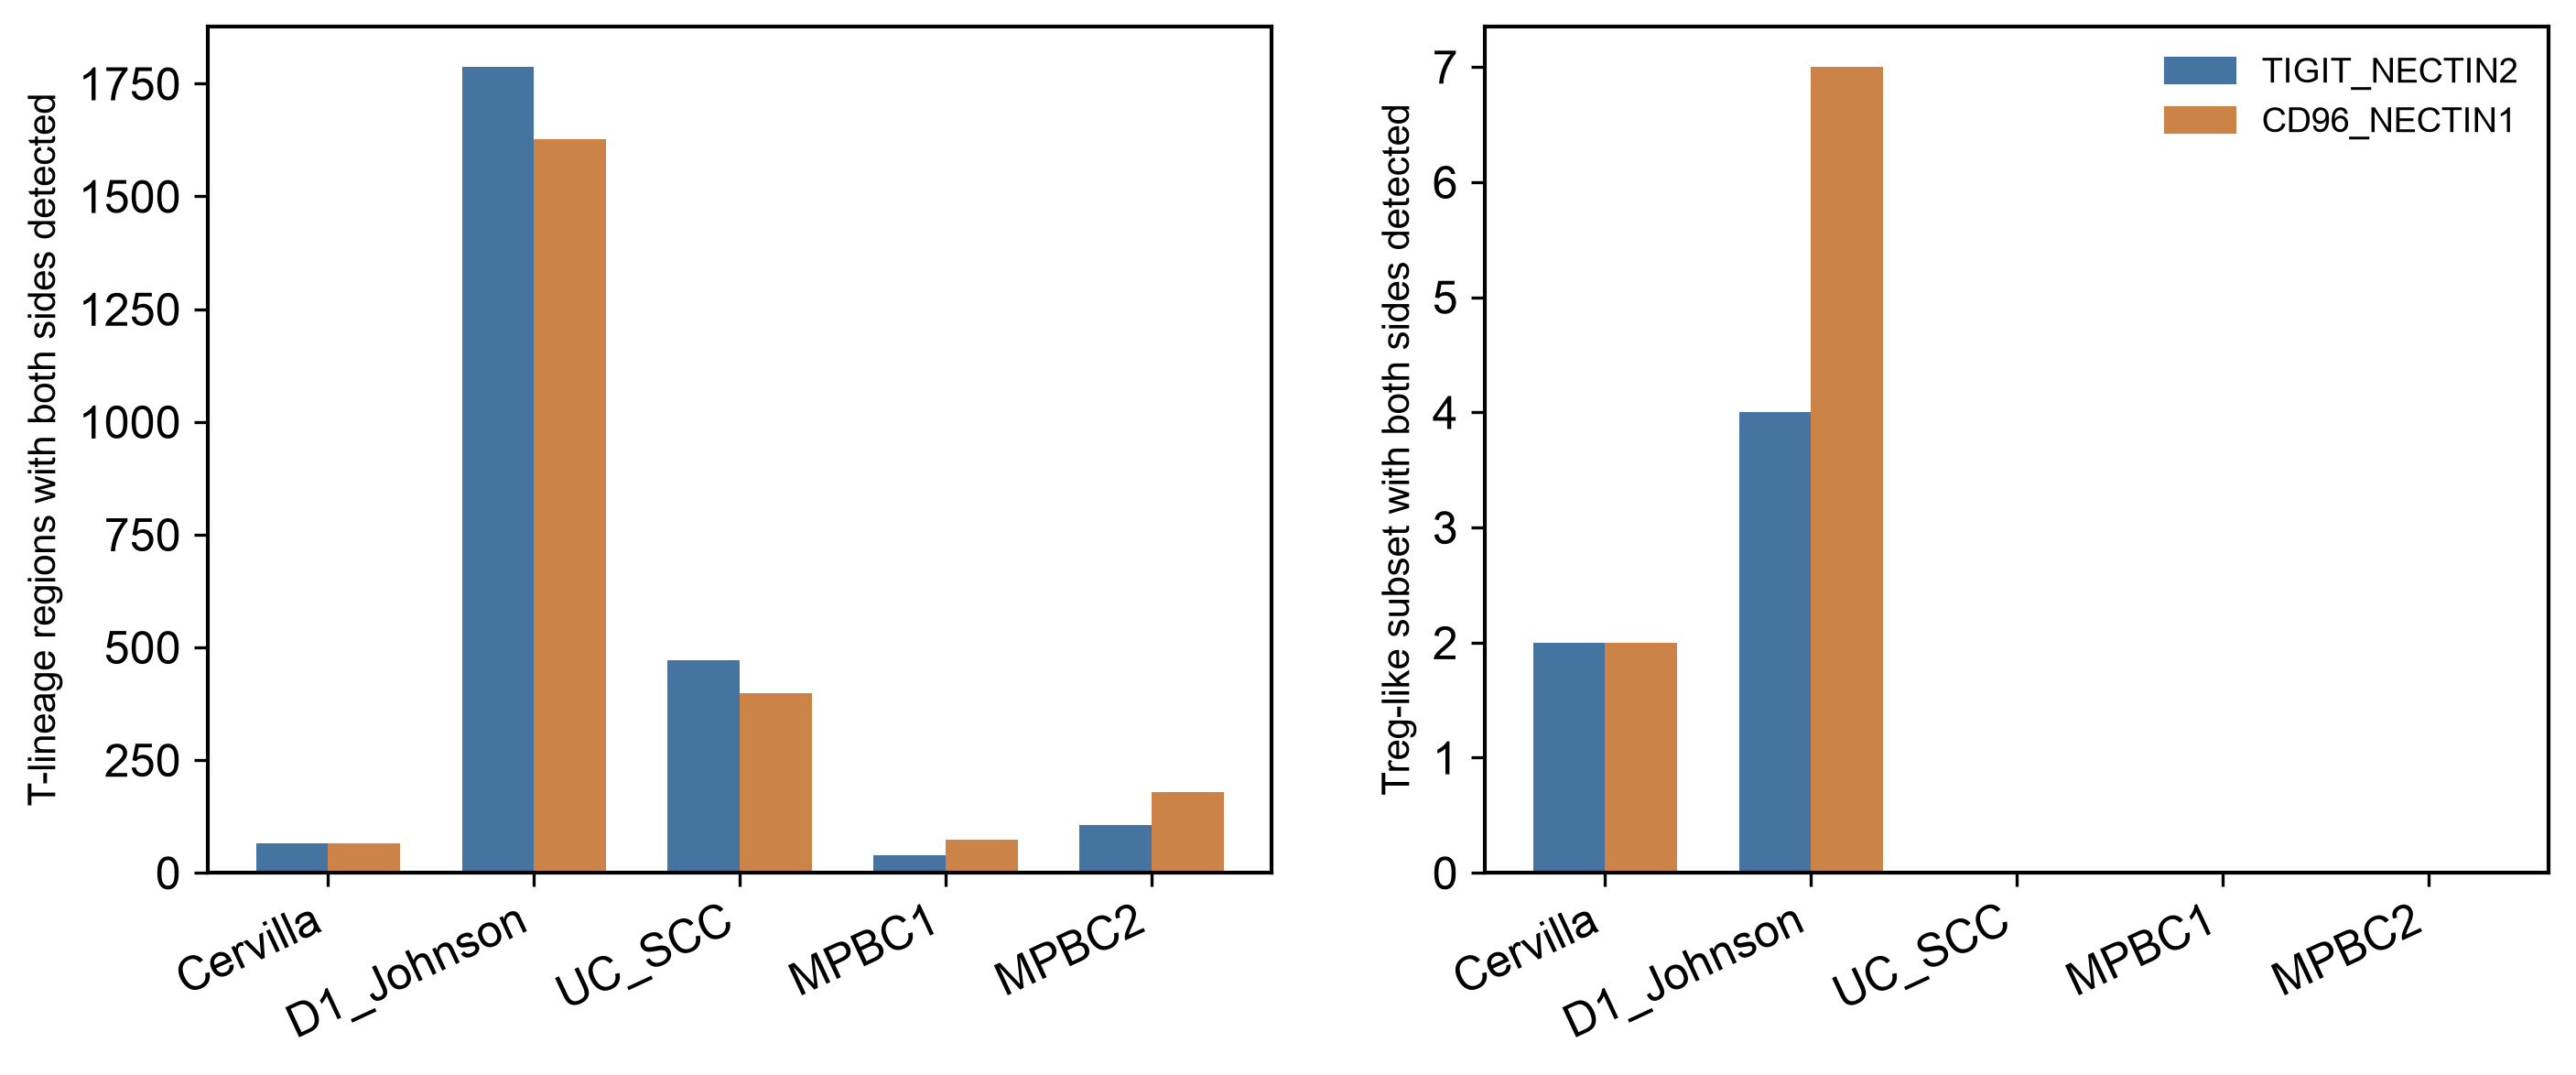 T-lineage regions with both sides detected
1750
1500
1250
1000
750
500
250
0
Cervilla
D1_Johnson
UC_SCC
MPBC1
MPBC2
Treg-like subset with both sides detected
7
6
5
4
3
2
1
0
Cervilla
D1_Johnson
UC_SCC
MPBC1
MPBC2
TIGIT_NECTIN2
CD96_NECTIN1